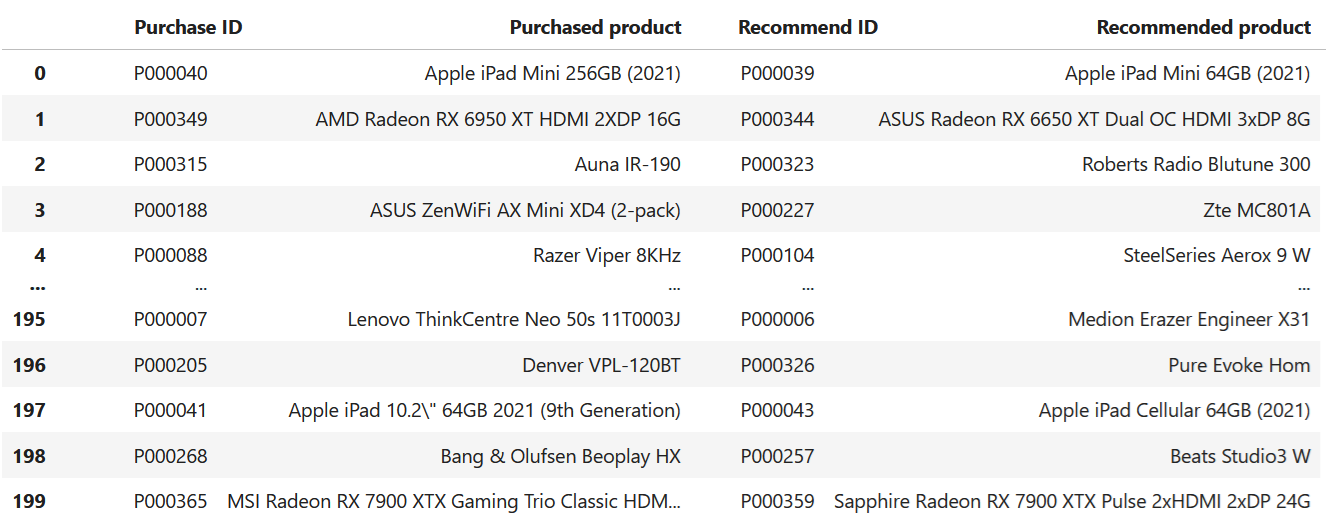 Purchase ID Purchased product Recommend ID Recommended product
0 P000040 Apple iPad Mini 256GB (2021) P000039 Apple iPad Mini 64GB (2021)
1 P000349 AMD Radeon RX 6950 XT HDMI 2XDP 16G P000344 ASUS Radeon RX 6650 XT Dual OC HDMI 3xDP 8G
2 P000315 Auna IR-190 P000323 Roberts Radio Blutune 300
3 P000188 ASUS ZenWiFi AX Mini XD4 (2-pack) P000227 Zte MC801A
4 P000088 Razer Viper 8KHz P000104 SteelSeries Aerox 9 W
... ... ... ... ...
195 P000007 Lenovo ThinkCentre Neo 50s 11T0003J P000006 Medion Erazer Engineer X31
196 P000205 Denver VPL-120BT P000326 Pure Evoke Hom
197 P000041 Apple iPad 10.2\" 64GB 2021 (9th Generation) P000043 Apple iPad Cellular 64GB (2021)
198 P000268 Bang & Olufsen Beoplay HX P000257 Beats Studio3 W
199 P000365 MSI Radeon RX 7900 XTX Gaming Trio Classic HDM... P000359 Sapphire Radeon RX 7900 XTX Pulse 2xHDMI 2xDP 24G